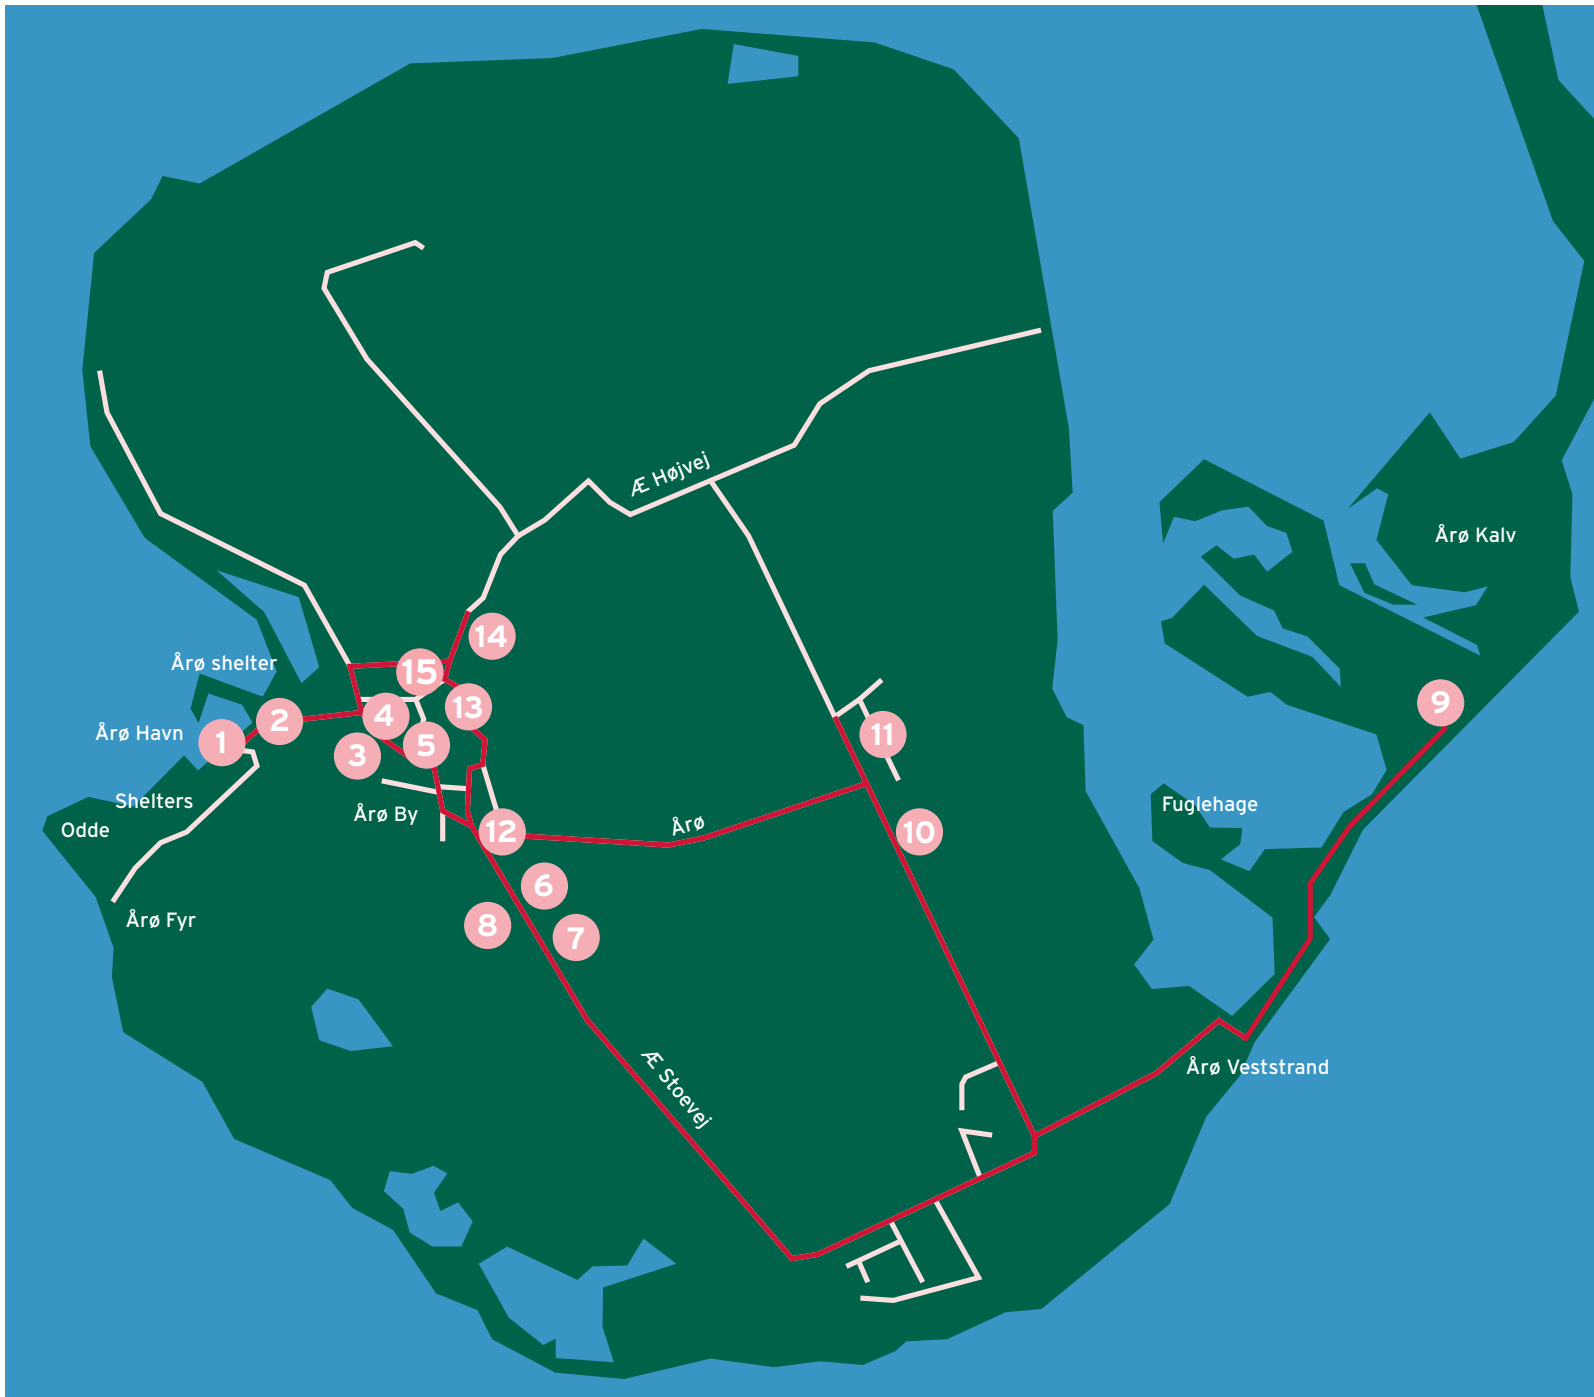 Æ Højvej
Årø Kalv
14
Årø shelter
15
9
13
4
2
Årø Havn
1
5
11
3
Shelters
Fuglehage
Årø By
Årø
Odde
12
10
6
Årø Fyr
8
7
Æ Stoevej
Årø Veststrand